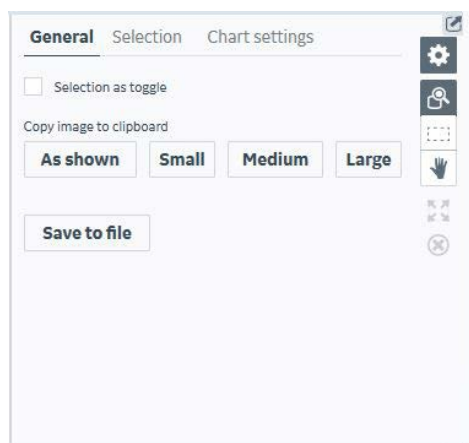 General Selection Chart settings
Selection as toggle
Copy image to clipboard
As shown Small Medium Large
Save to file